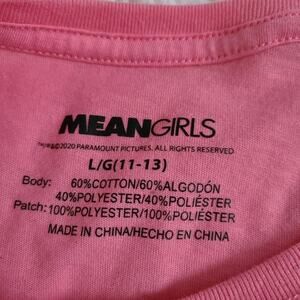 MEANGIRLS
™&©2020 PARAMOUNT PICTURES. ALL RIGHTS RESERVED
L/G(11-13)
Body: 60%COTTON/60%ALGODÓN
40%POLYESTER/40%POLIÉSTER
Patch: 100%POLYESTER/100%POLIÉSTER
MADE IN CHINA/HECHO EN CHINA